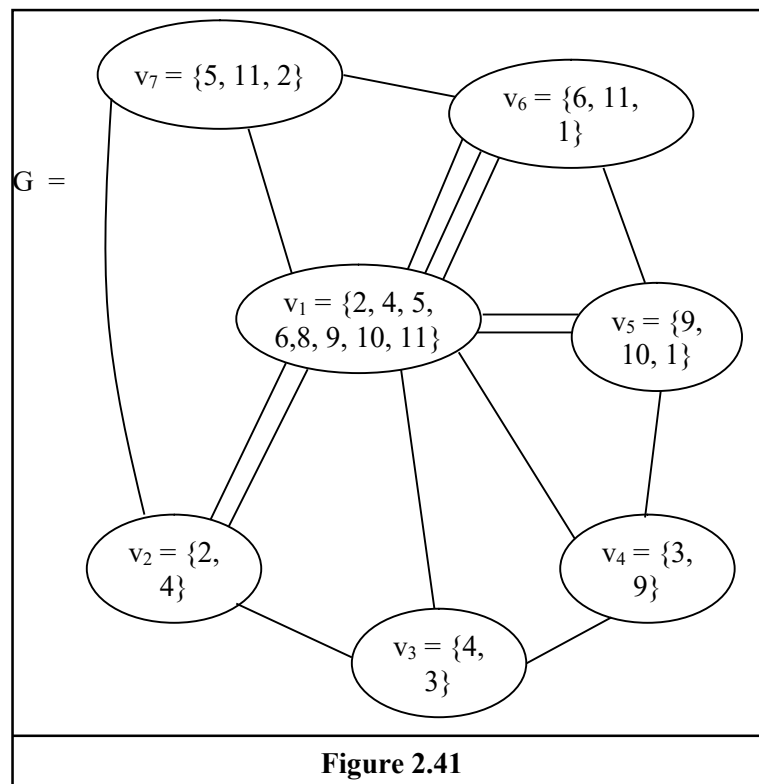 v₇ = {5, 11, 2}
v₆ = {6, 11,
1}
G =
v₁ = {2, 4, 5,
6,8, 9, 10, 11}
v₅ = {9,
10, 1}
v₂ = {2,
4}
v₄ = {3,
9}
v₃ = {4,
3}
Figure 2.41